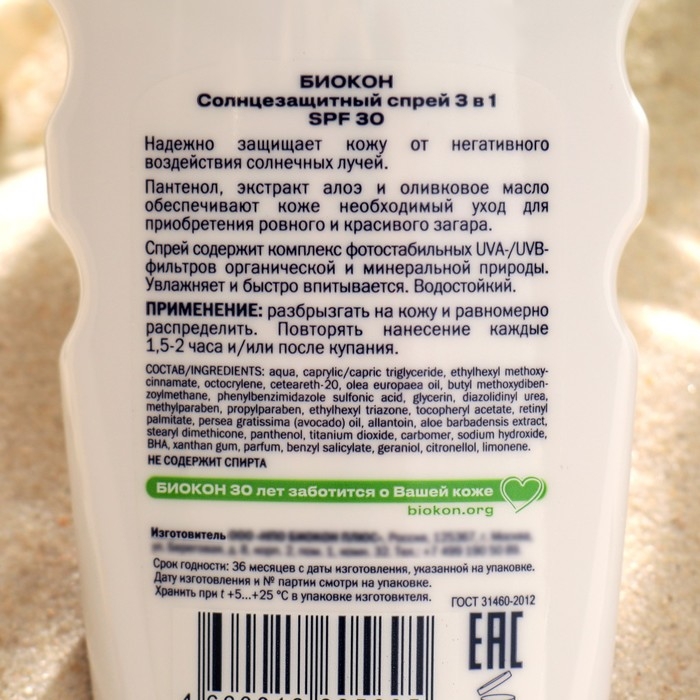 БИОКОН
Солнцезащитный спрей 3 в 1
SPF 30
Надежно защищает кожу от негативного
воздействия солнечных лучей.
Пантенол, экстракт алоэ и оливковое масло
обеспечивают коже необходимый уход для
приобретения ровного и красивого загара.
Спрей содержит комплекс фотостабильных UVA-/UVB-
фильтров органической и минеральной природы.
Увлажняет и быстро впитывается. Водостойкий.
ПРИМЕНЕНИЕ: разбрызгать на кожу и равномерно
распределить. Повторять нанесение каждые
1,5-2 часа и/или после купания.
СОСТАВ/INGREDIENTS: aqua, caprylic/capric triglyceride, ethylhexyl methoxy-
cinnamate, octocrylene, ceteareth-20, olea europaea oil, butyl methoxydiben-
zoylmethane, phenylbenzimidazole sulfonic acid, glycerin, diazolidinyl urea,
methylparaben, propylparaben, ethylhexyl triazone, tocopheryl acetate, retinyl
palmitate, persea gratissima (avocado) oil, allantoin, aloe barbadensis extract,
stearyl dimethicone, panthenol, titanium dioxide, carbomer, sodium hydroxide,
BHA, xanthan gum, parfum, benzyl salicylate, geraniol, citronellol, limonene.
НЕ СОДЕРЖИТ СПИРТА
БИОКОН 30 лет заботится о Вашей коже
biokon.org
Изготовитель
Срок годности: 36 месяцев с даты изготовления, указанной на упаковке.
Дату изготовления и № партии смотри на упаковке.
Хранить при t +5...+25 °C в упаковке изготовителя.
ГОСТ 31460-2012
EAC